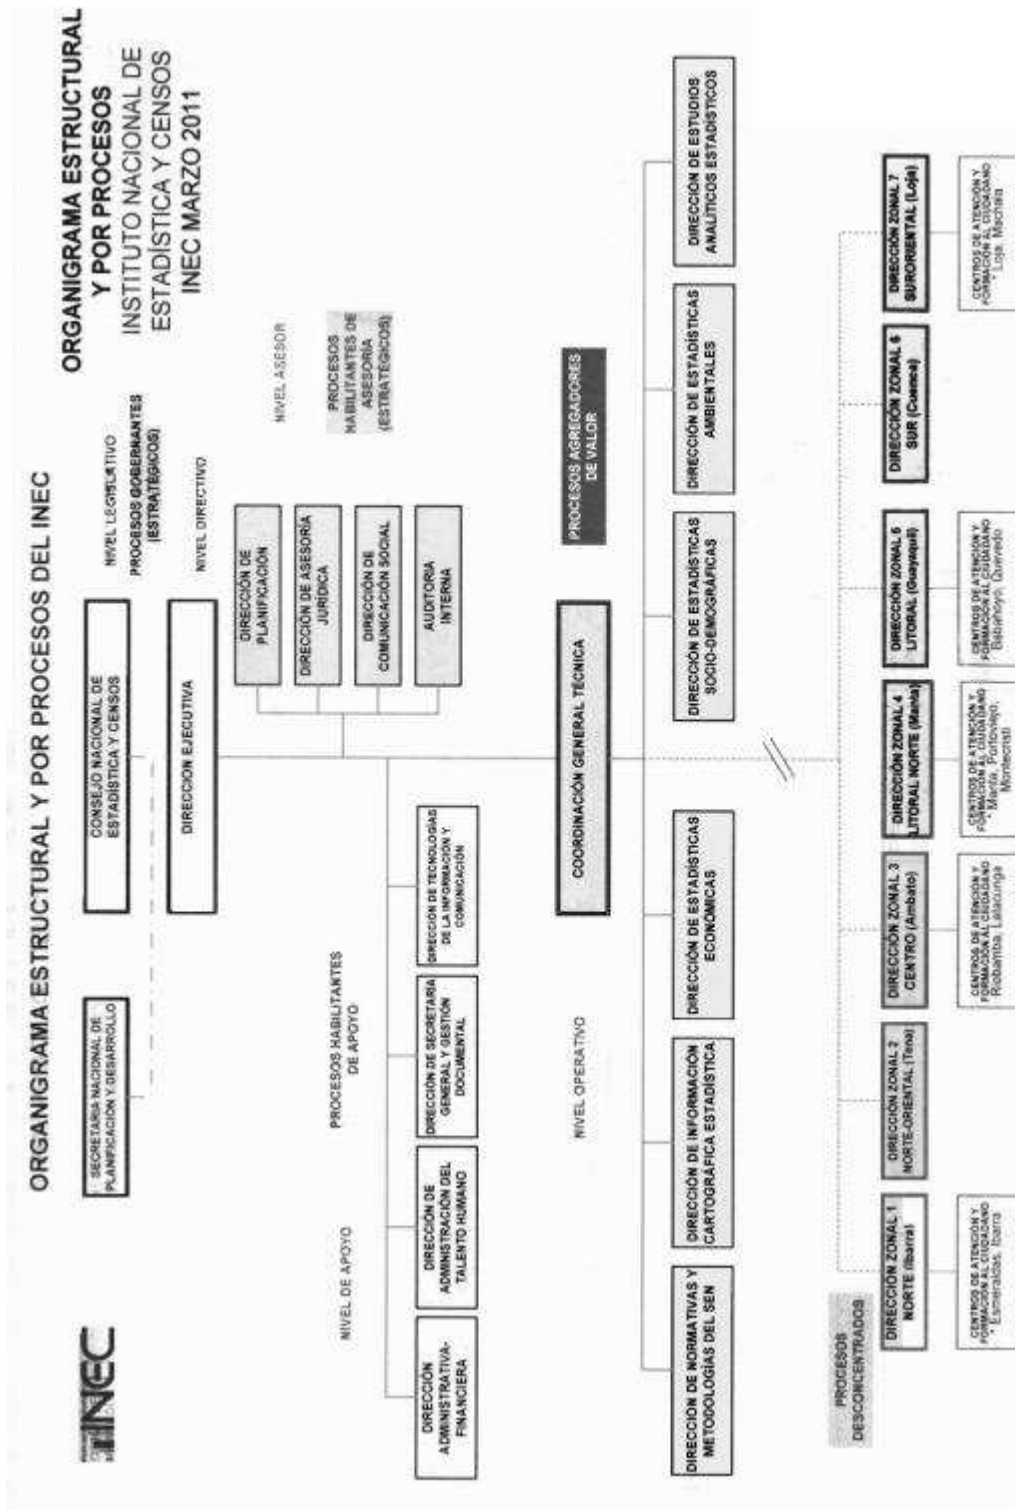 ORGANIGRAMA ESTRUCTURAL Y POR PROCESOS DEL INEC
INEC
ORGANIGRAMA ESTRUCTURAL
Y POR PROCESOS
INSTITUTO NACIONAL DE
ESTADÍSTICA Y CENSOS
INEC MARZO 2011
SECRETARIA NACIONAL DE
PLANIFICACION Y DESARROLLO
CONSEJO NACIONAL DE
ESTADÍSTICA Y CENSOS
NIVEL LEGISLATIVO
PROCESOS GOBERNANTES
(ESTRATÉGICOS)
DIRECCION EJECUTIVA
NIVEL DIRECTIVO
DIRECCIÓN DE
PLANIFICACIÓN
DIRECCIÓN DE ASESORÍA
JURÍDICA
DIRECCIÓN DE
COMUNICACIÓN SOCIAL
AUDITORIA
INTERNA
NIVEL ASESOR
PROCESOS
HABILITANTES DE
ASESORÍA
(ESTRATÉGICOS)
NIVEL DE APOYO
PROCESOS HABILITANTES
DE APOYO
DIRECCIÓN
ADMINISTRATIVA-
FINANCIERA
DIRECCIÓN DE
ADMINISTRACIÓN DEL
TALENTO HUMANO
DIRECCIÓN DE SECRETARÍA
GENERAL Y GESTIÓN
DOCUMENTAL
DIRECCIÓN DE TECNOLOGÍAS
DE LA INFORMACIÓN Y
COMUNICACIÓN
NIVEL OPERATIVO
COORDINACIÓN GENERAL TÉCNICA
PROCESOS AGREGADORES
DE VALOR
DIRECCION DE NORMATIVAS Y
METODOLOGÍAS DEL SEN
DIRECCIÓN DE INFORMACIÓN
CARTOGRÁFICA ESTADÍSTICA
DIRECCIÓN DE ESTADÍSTICAS
ECONÓMICAS
DIRECCIÓN DE ESTADÍSTICAS
SOCIO-DEMOGRÁFICAS
DIRECCIÓN DE ESTADÍSTICAS
AMBIENTALES
DIRECCIÓN DE ESTUDIOS
ANALÍTICOS ESTADÍSTICOS
PROCESOS
DESCONCENTRADOS
DIRECCIÓN ZONAL 1
NORTE (Ibarra)
DIRECCIÓN ZONAL 2
NORTE-ORIENTAL (Tena)
DIRECCIÓN ZONAL 3
CENTRO (Ambato)
DIRECCIÓN ZONAL 4
LITORAL NORTE (Manta)
DIRECCIÓN ZONAL 6
LITORAL (Guayaquil)
DIRECCIÓN ZONAL 6
SUR (Cuenca)
DIRECCIÓN ZONAL 7
SURORIENTAL (Loja)
CENTROS DE ATENCIÓN Y
FORMACIÓN AL CIUDADANO
* Esmeraldas, Ibarra
CENTROS DE ATENCIÓN Y
FORMACIÓN AL CIUDADANO
Riobamba, Latacunga
CENTROS DE ATENCIÓN Y
FORMACIÓN AL CIUDADANO
* Manta, Portoviejo,
Montecristi
CENTROS DE ATENCIÓN Y
FORMACIÓN AL CIUDADANO
Babahoyo, Quevedo
CENTROS DE ATENCIÓN Y
FORMACIÓN AL CIUDADANO
* Loja, Machala